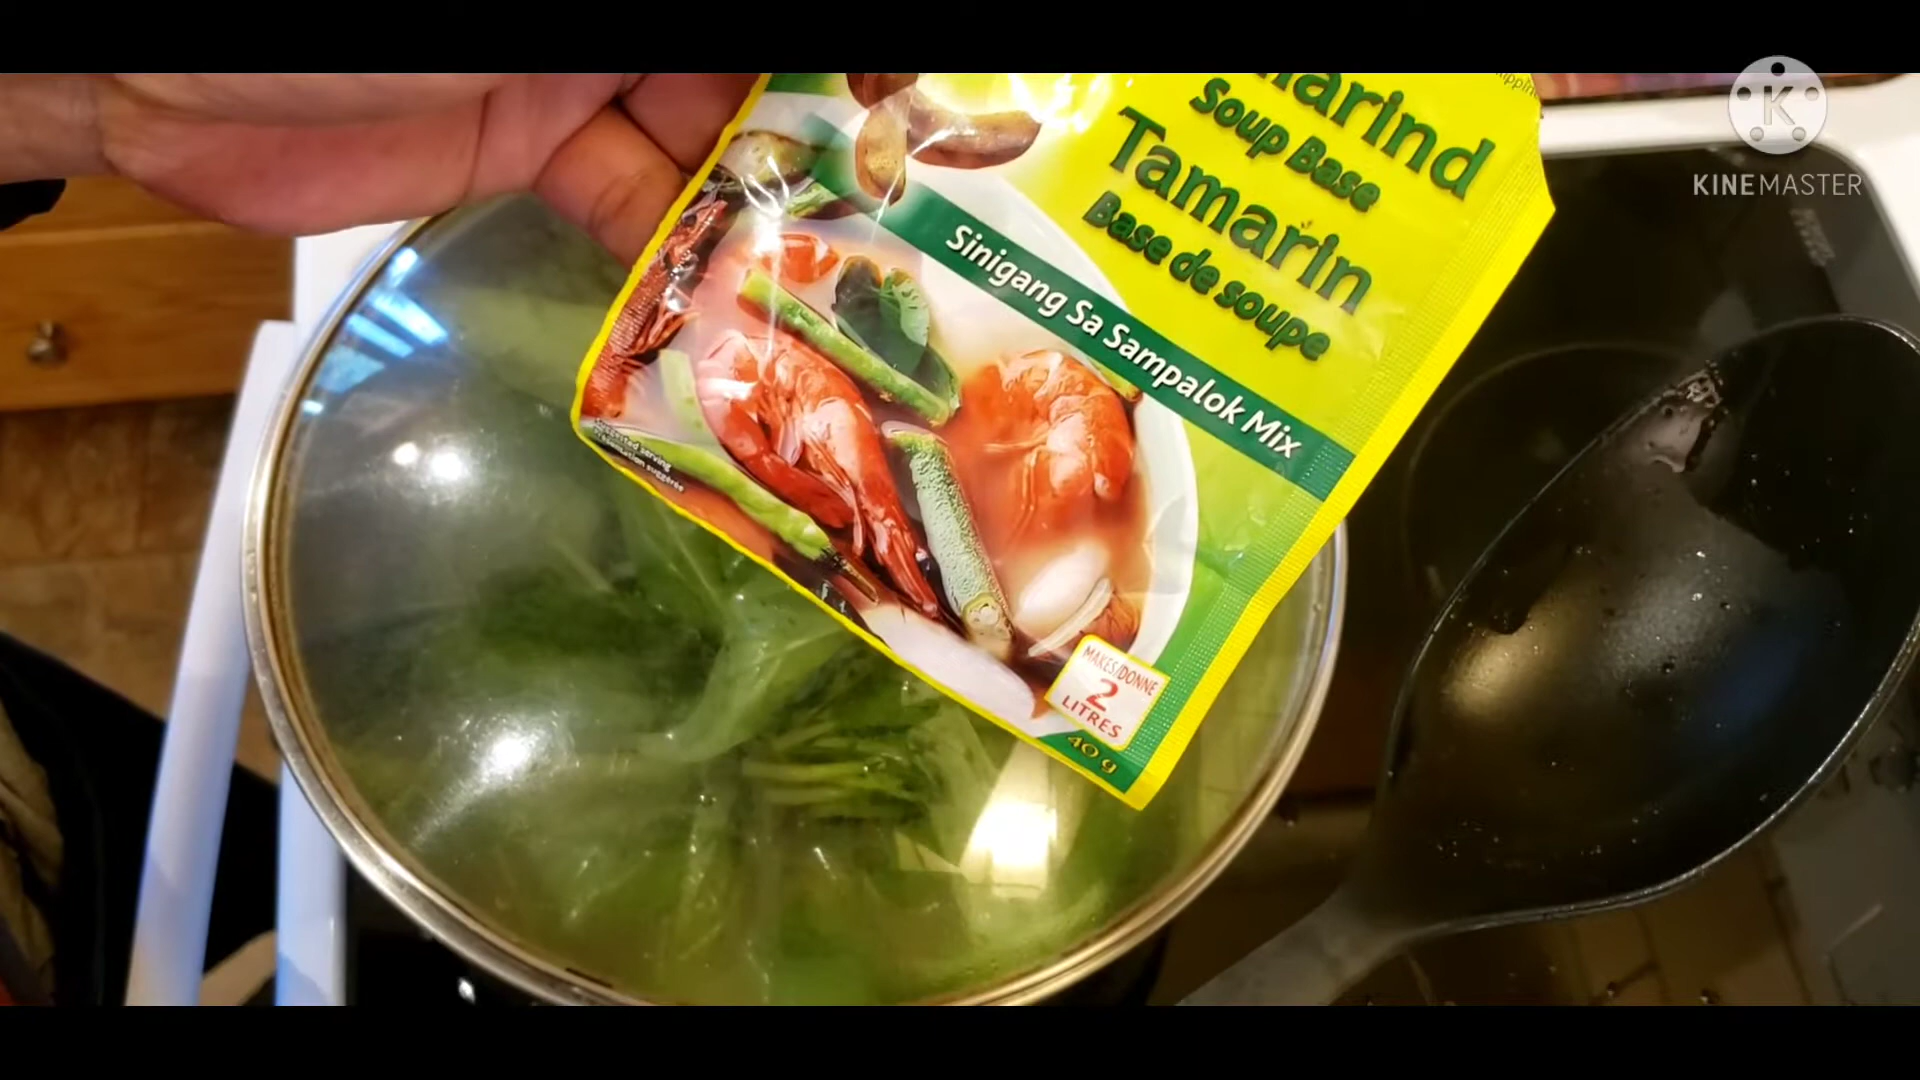 Soup Base
Tamarin
Base de soupe
Sinigang Sa Sampalok Mix
MAKES/DONNE
2
LITRES
40 g
K
KINEMASTER